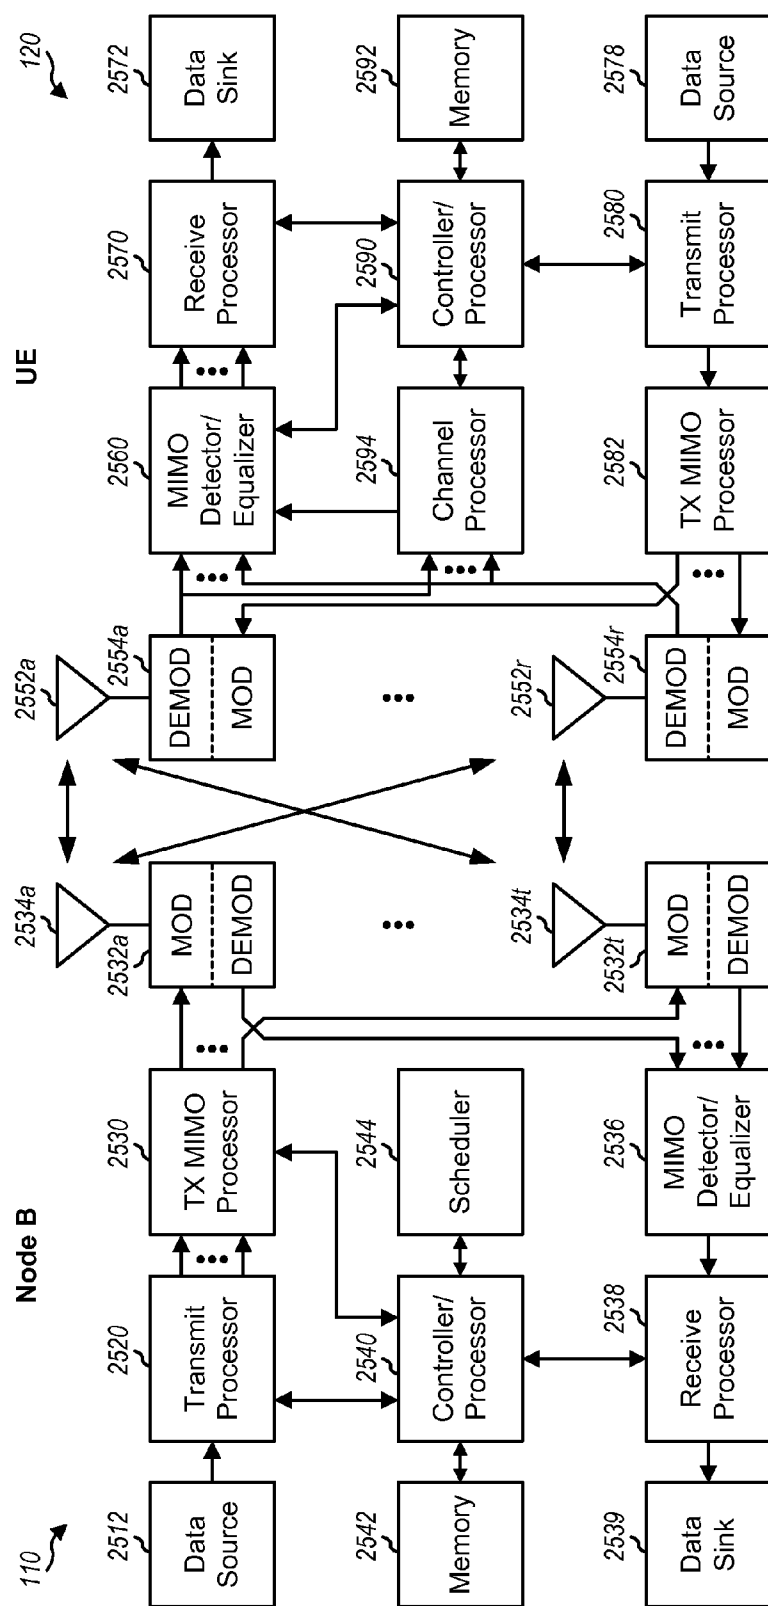 110
Node B
UE
120
2512
Data
Source
2520
Transmit
Processor
2530
TX MIMO
Processor
2532a
MOD
DEMOD
2534a
2552a
2554a
DEMOD
MOD
2560
MIMO
Detector/
Equalizer
2570
Receive
Processor
2572
Data
Sink
2542
Memory
2540
Controller/
Processor
2544
Scheduler
2594
Channel
Processor
2590
Controller/
Processor
2592
Memory
2539
Data
Sink
2538
Receive
Processor
2536
MIMO
Detector/
Equalizer
2532t
MOD
DEMOD
2534t
2552r
2554r
DEMOD
MOD
2582
TX MIMO
Processor
2580
Transmit
Processor
2578
Data
Source